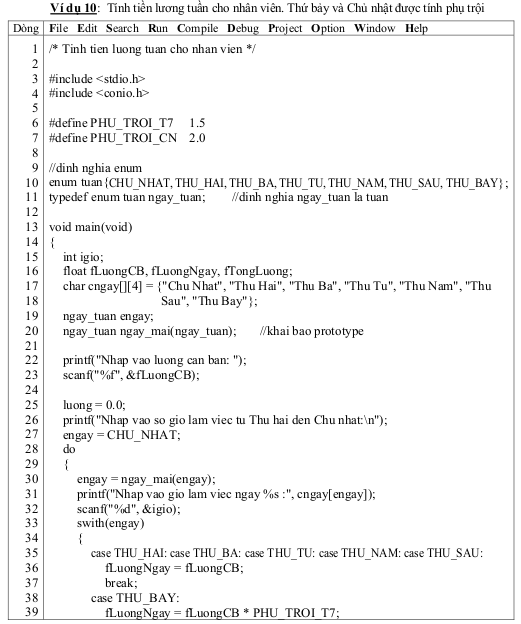 Ví dụ 10: Tính tiền lương tuần cho nhân viên. Thứ bảy và Chủ nhật được tính phụ trội
Dòng File Edit Search Run Compile Debug Project Option Window Help
1 /* Tinh tien luong tuan cho nhan vien */
2
3 #include <stdio.h>
4 #include <conio.h>
5
6 #define PHU_TROI_T7 1.5
7 #define PHU_TROI_CN 2.0
8
9 //dinh nghia enum
10 enum tuan{CHU_NHAT, THU_HAI, THU_BA, THU_TU, THU_NAM, THU_SAU, THU_BAY};
11 typedef enum tuan ngay_tuan; //dinh nghia ngay_tuan la tuan
12
13 void main(void)
14 {
15 int igio;
16 float fLuongCB, fLuongNgay, fTongLuong;
17 char cngay[][4] = {"Chu Nhat", "Thu Hai", "Thu Ba", "Thu Tu", "Thu Nam", "Thu
18 Sau", "Thu Bay"};
19 ngay_tuan engay;
20 ngay_tuan ngay_mai(ngay_tuan); //khai bao prototype
21
22 printf("Nhap vao luong can ban: ");
23 scanf("%f", &fLuongCB);
24
25 luong = 0.0;
26 printf("Nhap vao so gio lam viec tu Thu hai den Chu nhat:\n");
27 engay = CHU_NHAT;
28 do
29 {
30 engay = ngay_mai(engay);
31 printf("Nhap vao gio lam viec ngay %s :", cngay[engay]);
32 scanf("%d", &igio);
33 swith(engay)
34 {
35 case THU_HAI: case THU_BA: case THU_TU: case THU_NAM: case THU_SAU:
36 fLuongNgay = fLuongCB;
37 break;
38 case THU_BAY:
39 fLuongNgay = fLuongCB * PHU_TROI_T7;